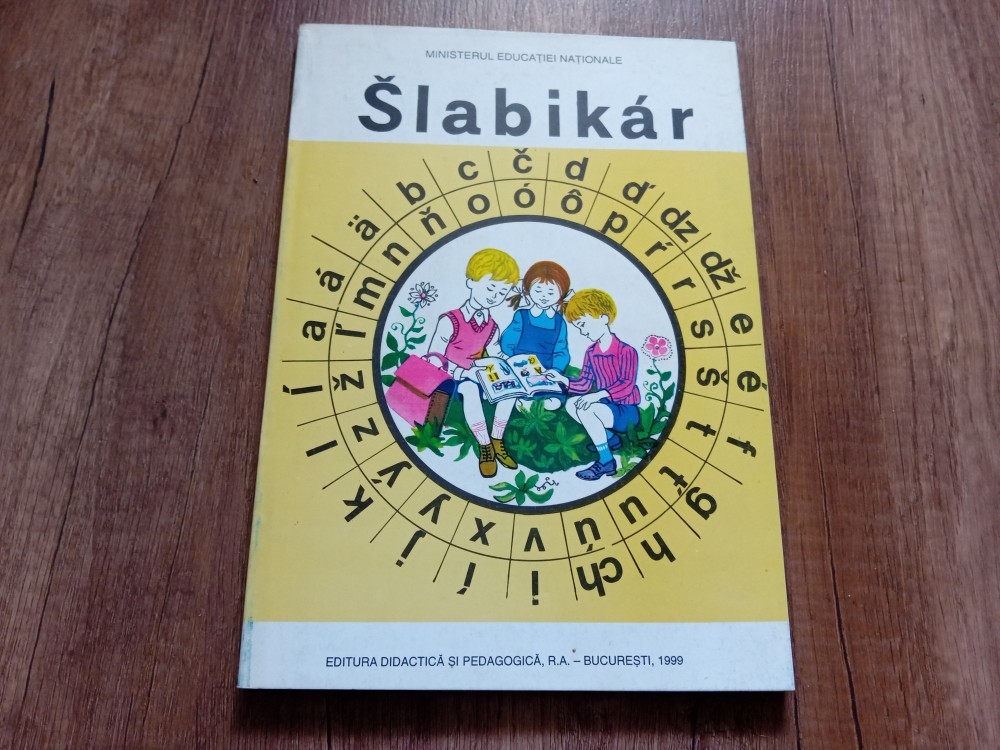 MINISTERUL EDUCAȚIEI NAȚIONALE
Šlabikár
a á ä b c č d ď dz dž e é f g h ch i í j k l ĺ
ľ m n ň o ó ô p ŕ r s š t ť u ú v x y ý z ž
EDITURA DIDACTICĂ ȘI PEDAGOGICĂ, R.A. – BUCUREȘTI, 1999